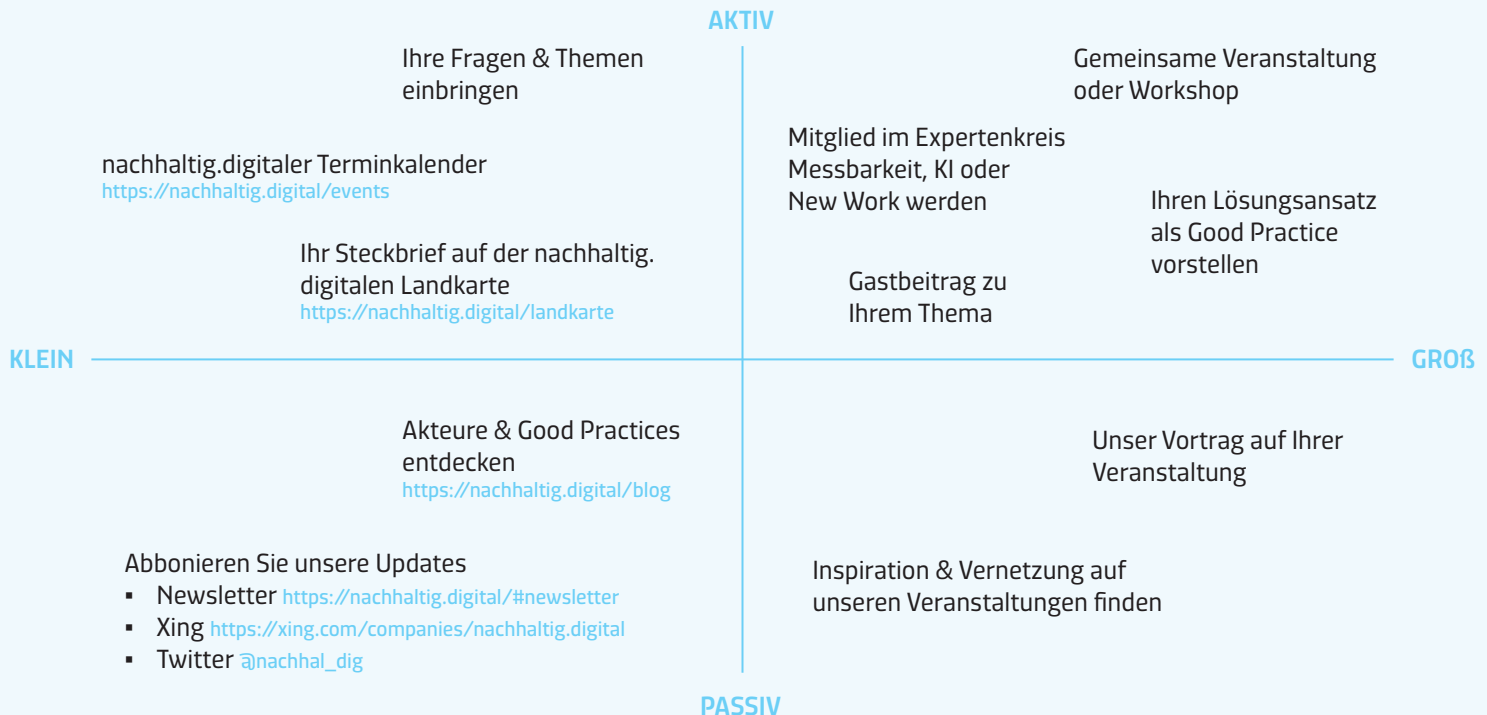 AKTIV
Ihre Fragen & Themen
einbringen
Gemeinsame Veranstaltung
oder Workshop
nachhaltig.digitaler Terminkalender
https://nachhaltig.digital/events
Mitglied im Expertenkreis
Messbarkeit, KI oder
New Work werden
Ihren Lösungsansatz
als Good Practice
vorstellen
Ihr Steckbrief auf der nachhaltig.
digitalen Landkarte
https://nachhaltig.digital/landkarte
Gastbeitrag zu
Ihrem Thema
KLEIN
GROß
Akteure & Good Practices
entdecken
https://nachhaltig.digital/blog
Unser Vortrag auf Ihrer
Veranstaltung
Abbonieren Sie unsere Updates
▪ Newsletter https://nachhaltig.digital/#newsletter
▪ Xing https://xing.com/companies/nachhaltig.digital
▪ Twitter @nachhal_dig
Inspiration & Vernetzung auf
unseren Veranstaltungen finden
PASSIV